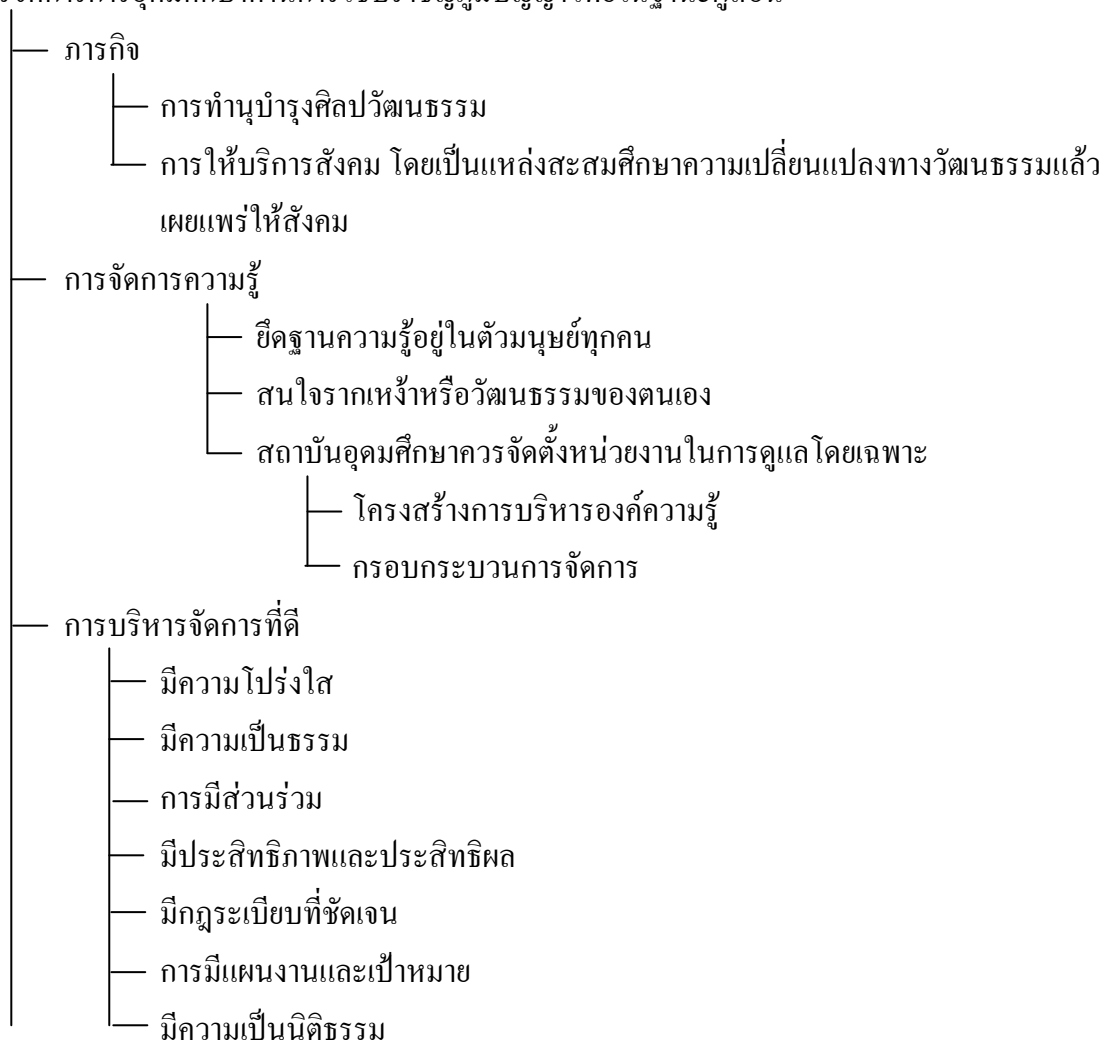 ภารกิจ
การทำนุบำรุงศิลปวัฒนธรรม
การให้บริการสังคม โดยเป็นแหล่งสะสมศึกษาความเปลี่ยนแปลงทางวัฒนธรรมแล้ว
เผยแพร่ให้สังคม
การจัดการความรู้
ยึดฐานความรู้อยู่ในตัวมนุษย์ทุกคน
สนใจรากเหง้าหรือวัฒนธรรมของตนเอง
สถาบันอุดมศึกษาควรจัดตั้งหน่วยงานในการดูแลโดยเฉพาะ
โครงสร้างการบริหารองค์ความรู้
กรอบกระบวนการจัดการ
การบริหารจัดการที่ดี
มีความโปร่งใส
มีความเป็นธรรม
การมีส่วนร่วม
มีประสิทธิภาพและประสิทธิผล
มีกฎระเบียบที่ชัดเจน
การมีแผนงานและเป้าหมาย
มีความเป็นนิติธรรม